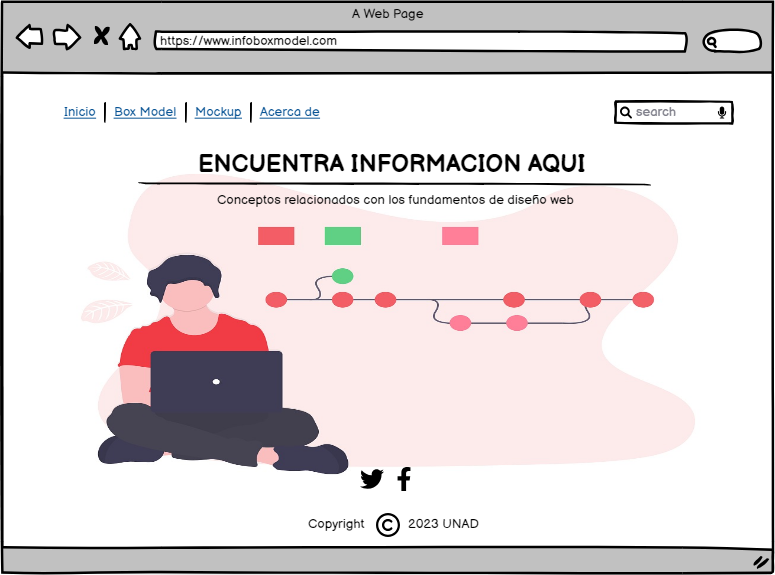 A Web Page
https://www.infoboxmodel.com
Inicio | Box Model | Mockup | Acerca de
search
ENCUENTRA INFORMACION AQUI
Conceptos relacionados con los fundamentos de diseño web
Copyright © 2023 UNAD